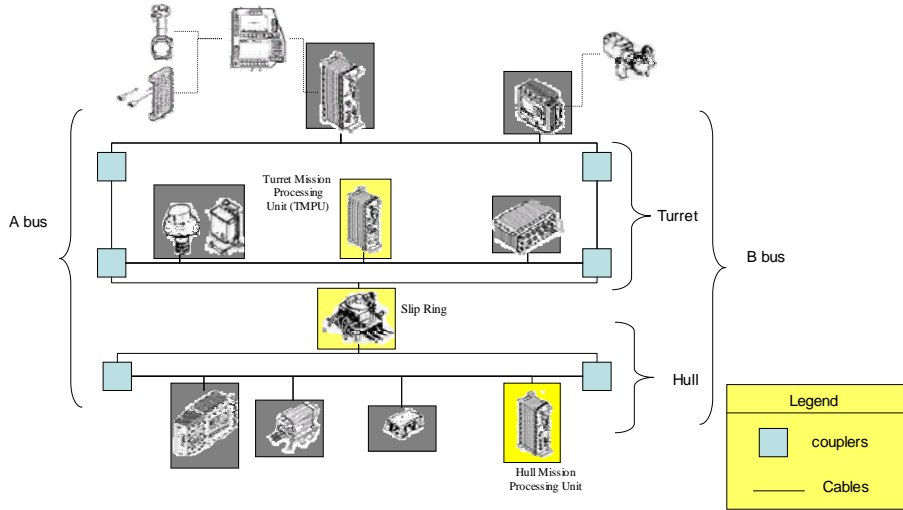 Turret Mission
Processing
Unit (TMPU)
A bus
Turret
B bus
Slip Ring
Hull
Legend
couplers
Cables
Hull Mission
Processing Unit